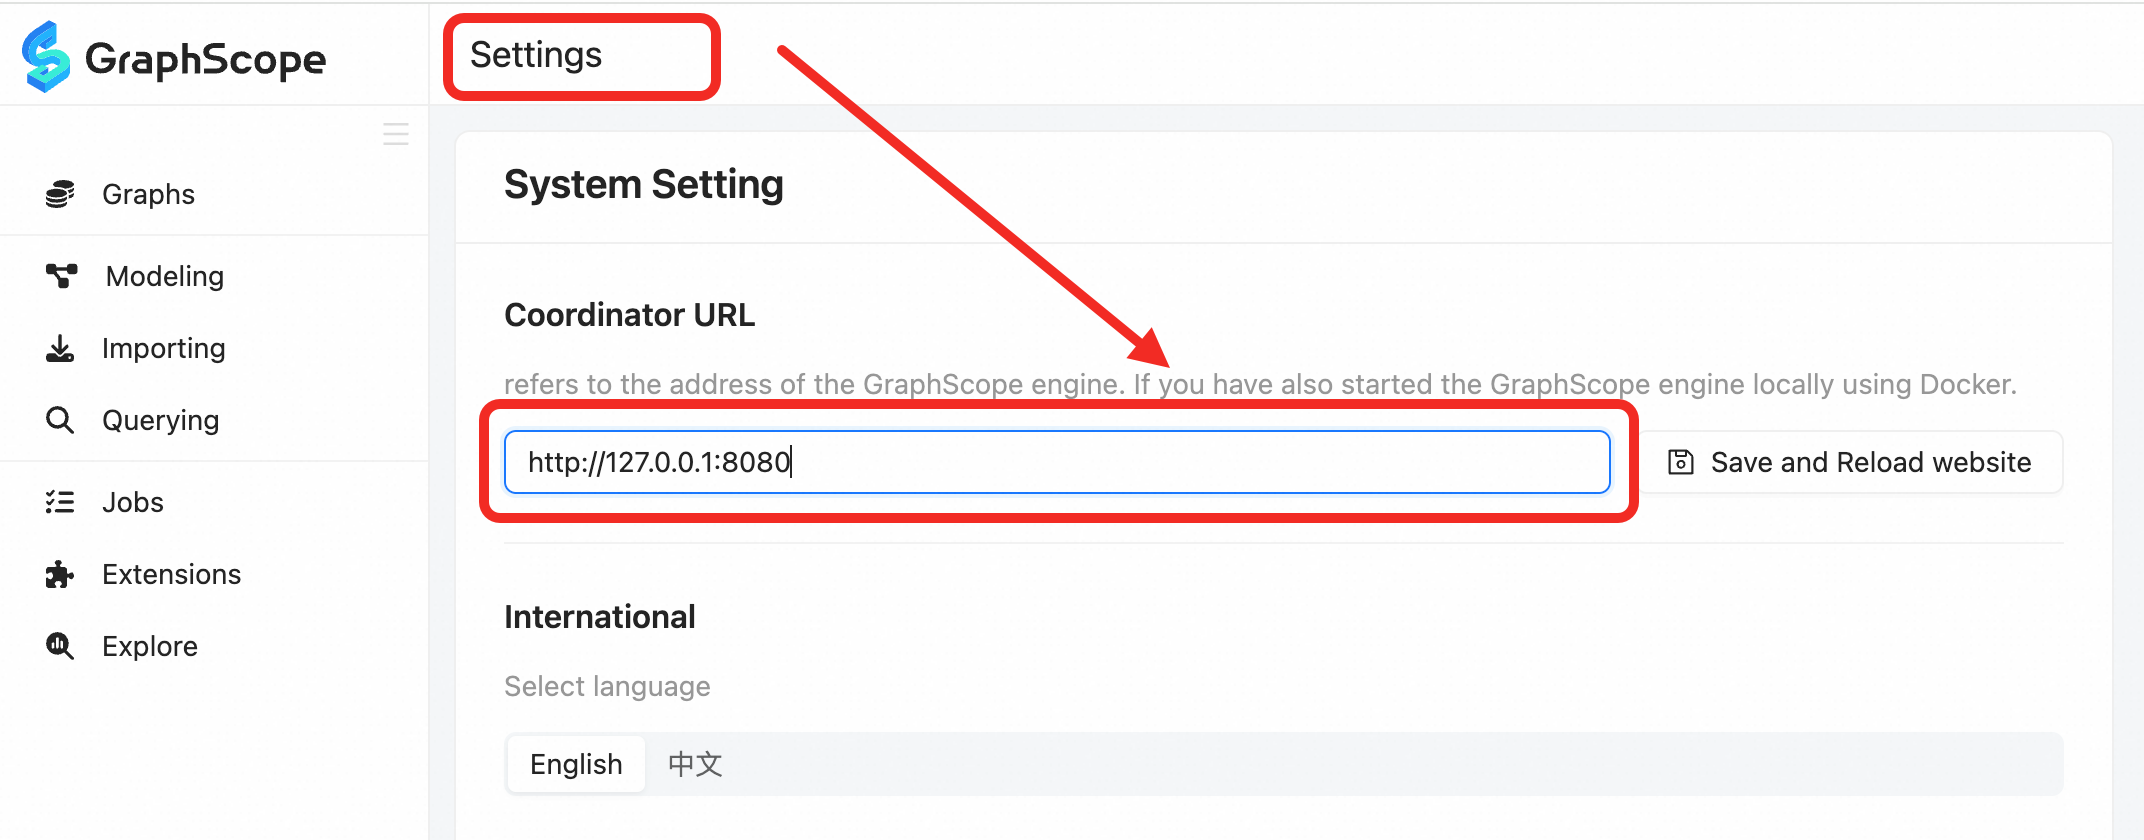 GraphScope
Settings
Graphs
Modeling
Importing
Querying
Jobs
Extensions
Explore
System Setting
Coordinator URL
refers to the address of the GraphScope engine. If you have also started the GraphScope engine locally using Docker.
http://127.0.0.1:8080
Save and Reload website
International
Select language
English
中文